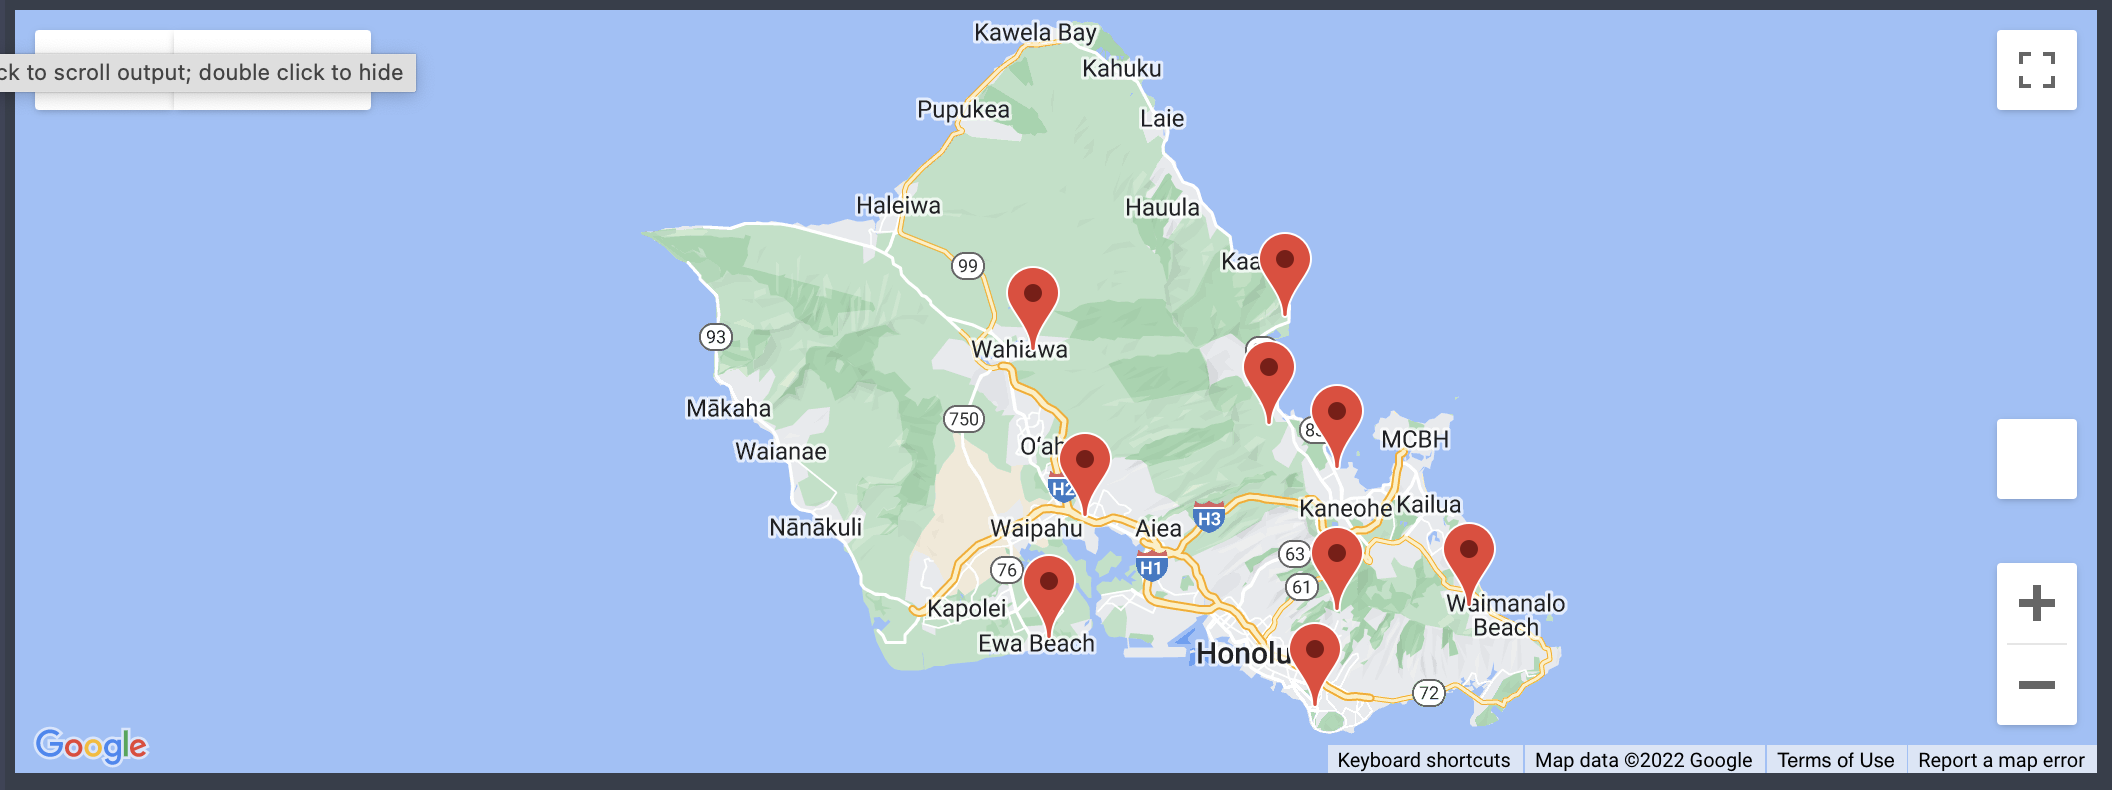 ck to scroll output; double click to hide
Kawela Bay
Kahuku
Pupukea
Laie
Haleiwa
Hauula
Kaa
99
93
Wahiawa
Mākaha
750
Waianae
O'ah
83
MCBH
H2
Kaneohe
Kailua
H3
Nānākuli
Waipahu
Aiea
63
76
H1
61
Kapolei
Waimanalo
Beach
Ewa Beach
Honolu
72
Google
Keyboard shortcuts
Map data ©2022 Google
Terms of Use
Report a map error